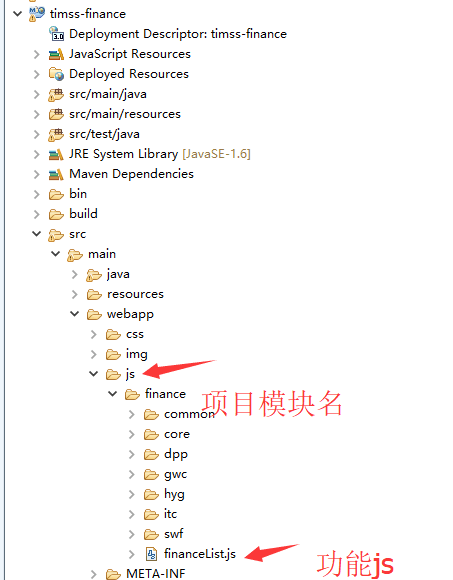 timss-finance
Deployment Descriptor: timss-finance
JavaScript Resources
Deployed Resources
src/main/java
src/main/resources
src/test/java
JRE System Library [JavaSE-1.6]
Maven Dependencies
bin
build
src
main
java
resources
webapp
css
img
js
finance
项目模块名
common
core
dpp
gwc
hyg
itc
swf
financeList.js
功能js
META-INF